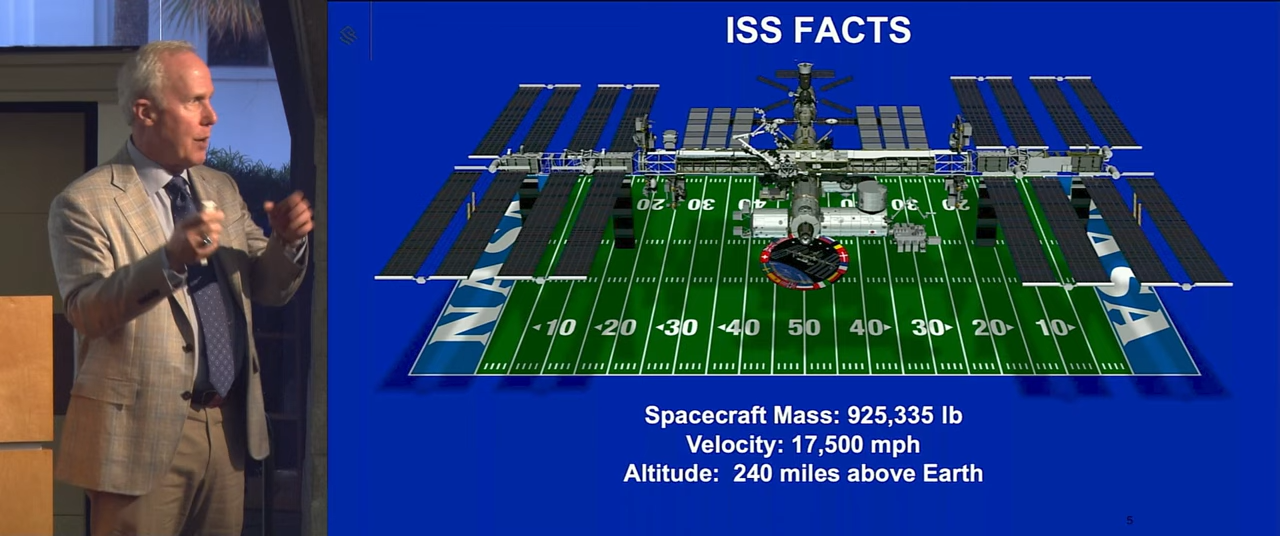 ISS FACTS
20 30 40 30 20
NASA NASA
◄10 ◄20 ◄30 ◄40 50 40► 30► 20► 10►
Spacecraft Mass: 925,335 lb
Velocity: 17,500 mph
Altitude: 240 miles above Earth
5